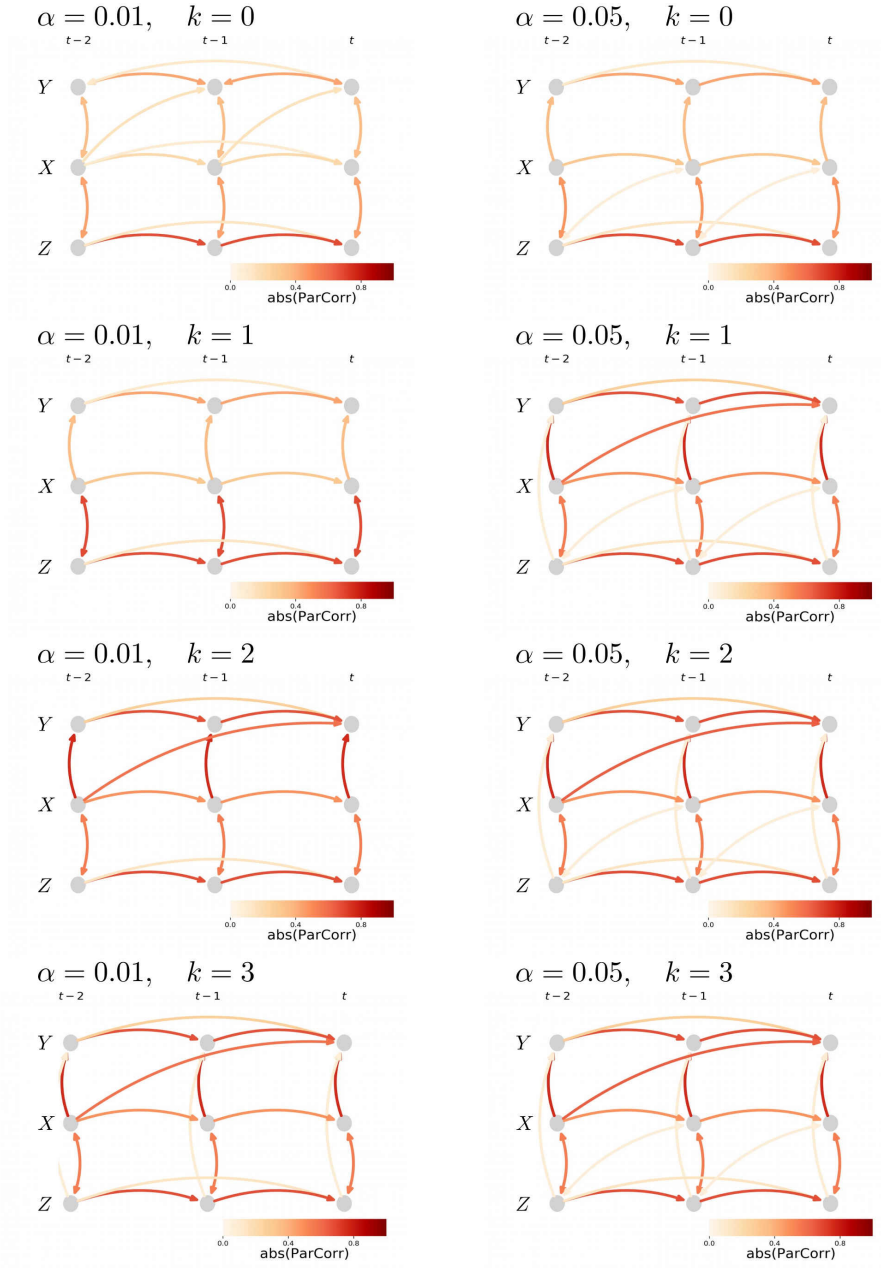 α = 0.01, k = 0
t − 2 t − 1 t
Y
X
Z
0.0 0.4 0.8
abs(ParCorr)
α = 0.05, k = 0
t − 2 t − 1 t
Y
X
Z
0.0 0.4 0.8
abs(ParCorr)
α = 0.01, k = 1
t − 2 t − 1 t
Y
X
Z
0.0 0.4 0.8
abs(ParCorr)
α = 0.05, k = 1
t − 2 t − 1 t
Y
X
Z
0.0 0.4 0.8
abs(ParCorr)
α = 0.01, k = 2
t − 2 t − 1 t
Y
X
Z
0.0 0.4 0.8
abs(ParCorr)
α = 0.05, k = 2
t − 2 t − 1 t
Y
X
Z
0.0 0.4 0.8
abs(ParCorr)
α = 0.01, k = 3
t − 2 t − 1 t
Y
X
Z
0.0 0.4 0.8
abs(ParCorr)
α = 0.05, k = 3
t − 2 t − 1 t
Y
X
Z
0.0 0.4 0.8
abs(ParCorr)